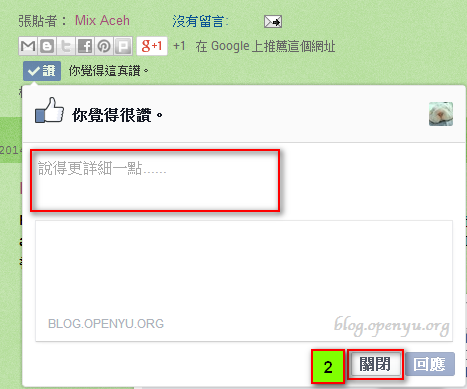 張貼者： Mix Aceh 沒有留言:
g+1 +1 在 Google 上推薦這個網址
讚 你覺得這真讚。
你覺得很讚。
2014
說得更詳細一點......
BLOG.OPENYU.ORG
blog.openyu.org
2 關閉 回應